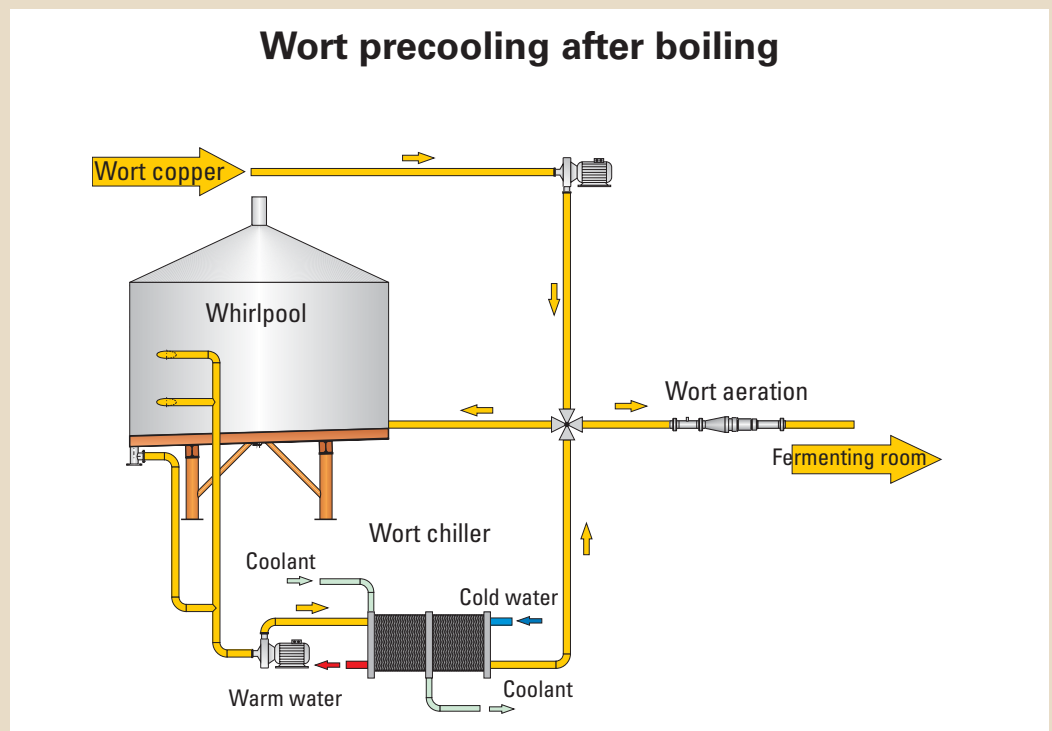 Wort precooling after boiling
Wort copper
Whirlpool
Wort aeration
Fermenting room
Wort chiller
Coolant
Cold water
Warm water
Coolant